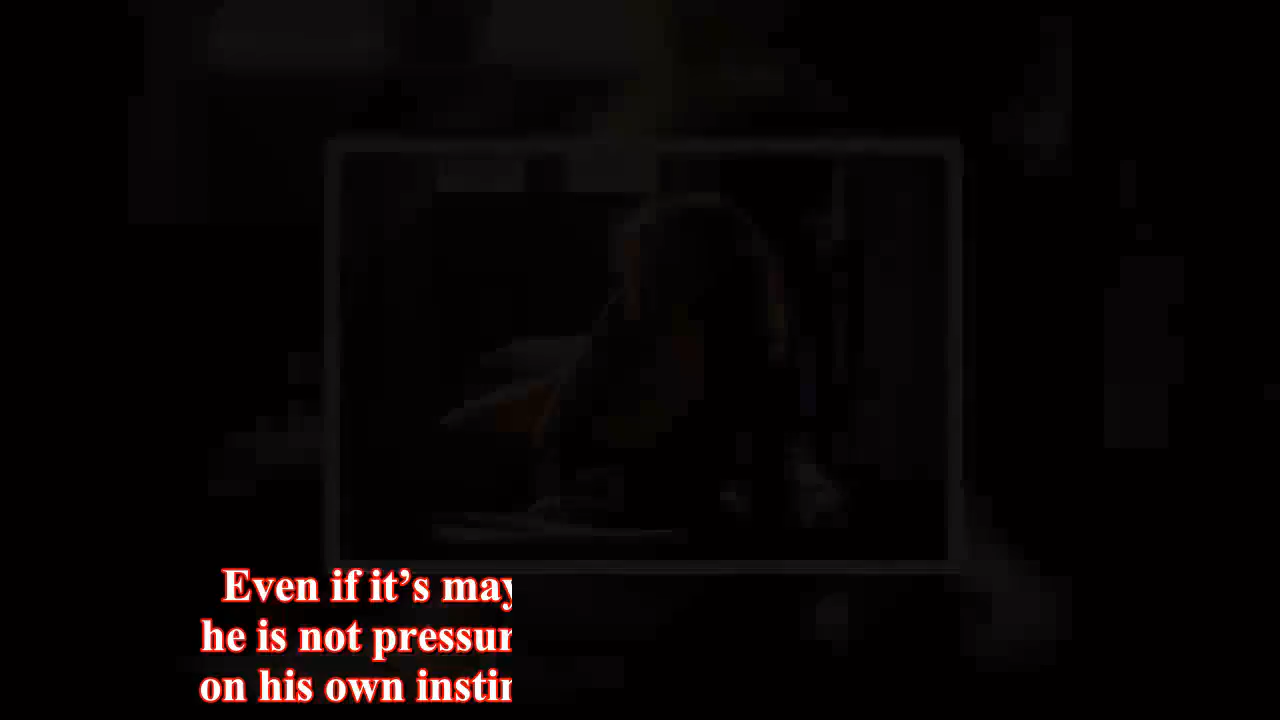 Even if it’s may
he is not pressur
on his own instin